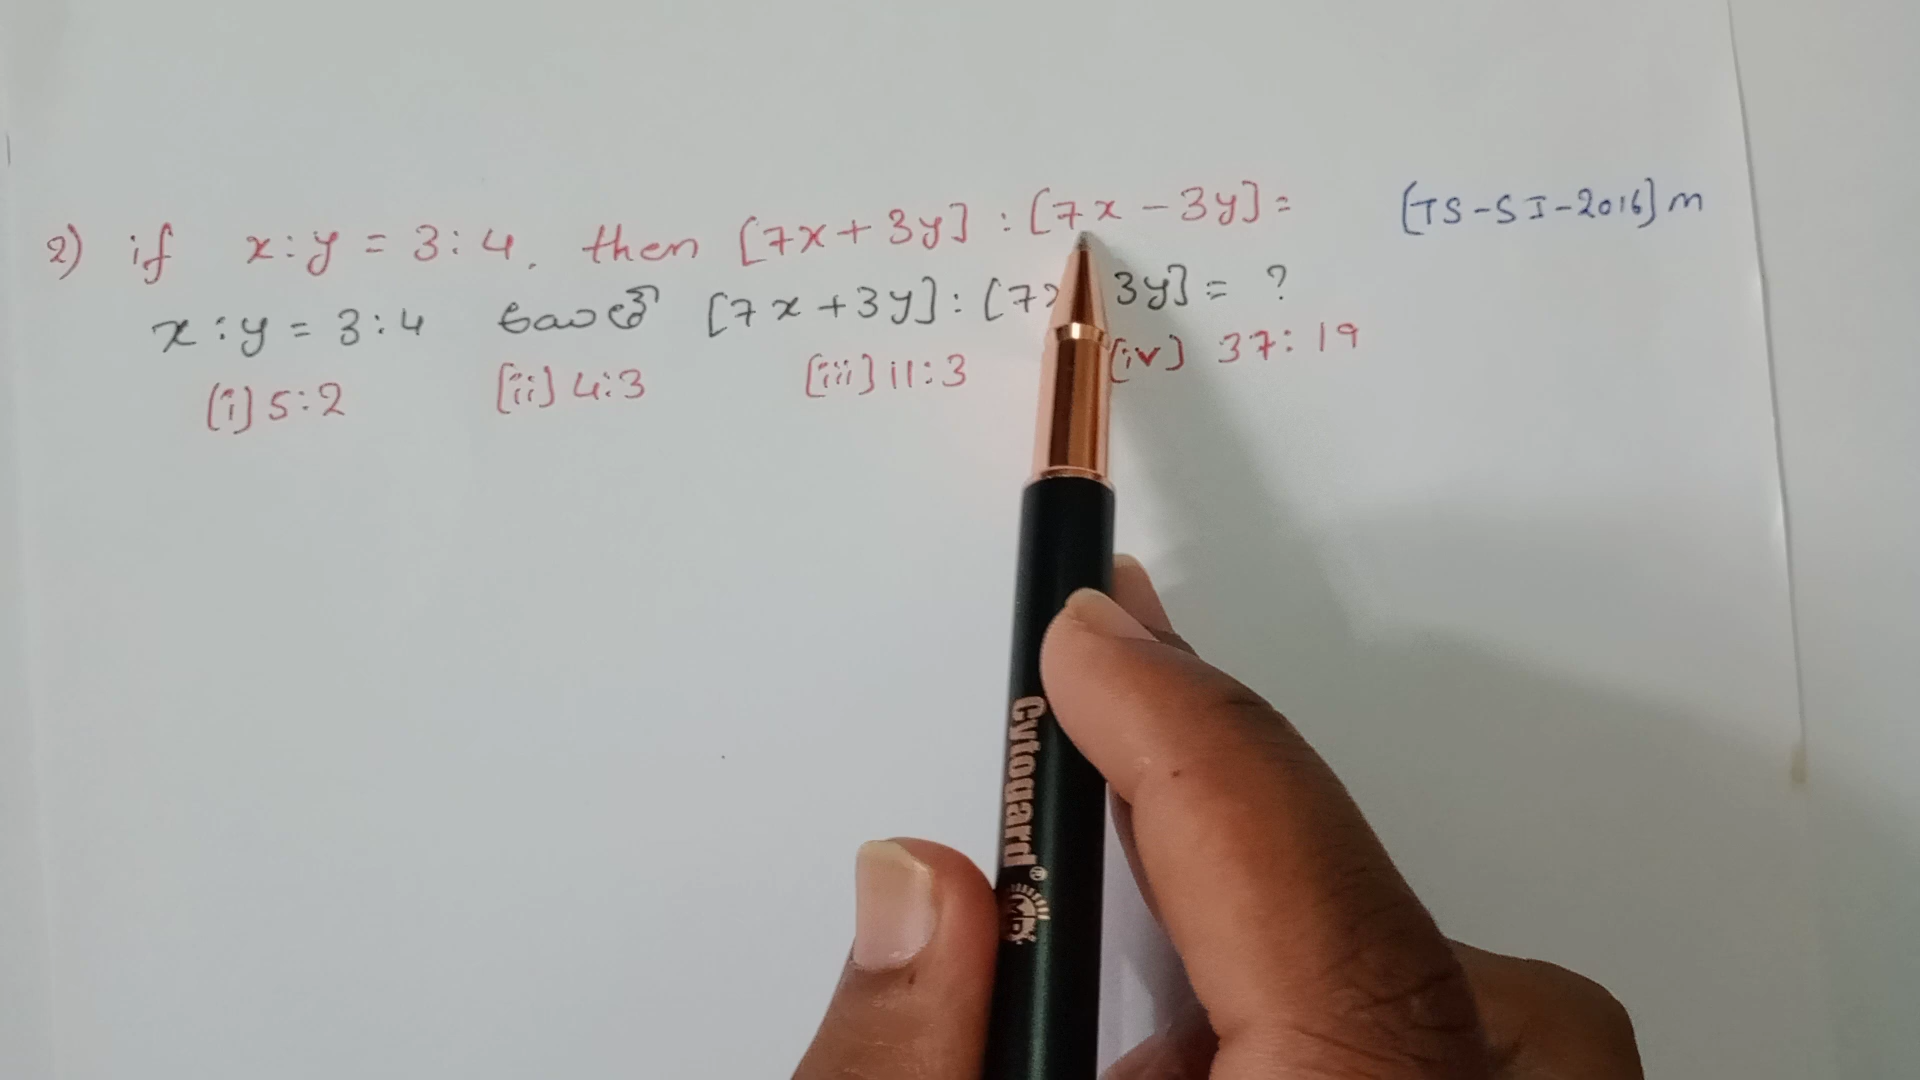 2) if x:y = 3:4. then [7x+3y]:[7x-3y]= [TS-SI-2016] m
x:y = 3:4 [7x+3y]:[7x 3y]= ?
(i) 5:2 [ii] 4:3 [iii] 11:3 [iv] 37:19
Cytoguard®